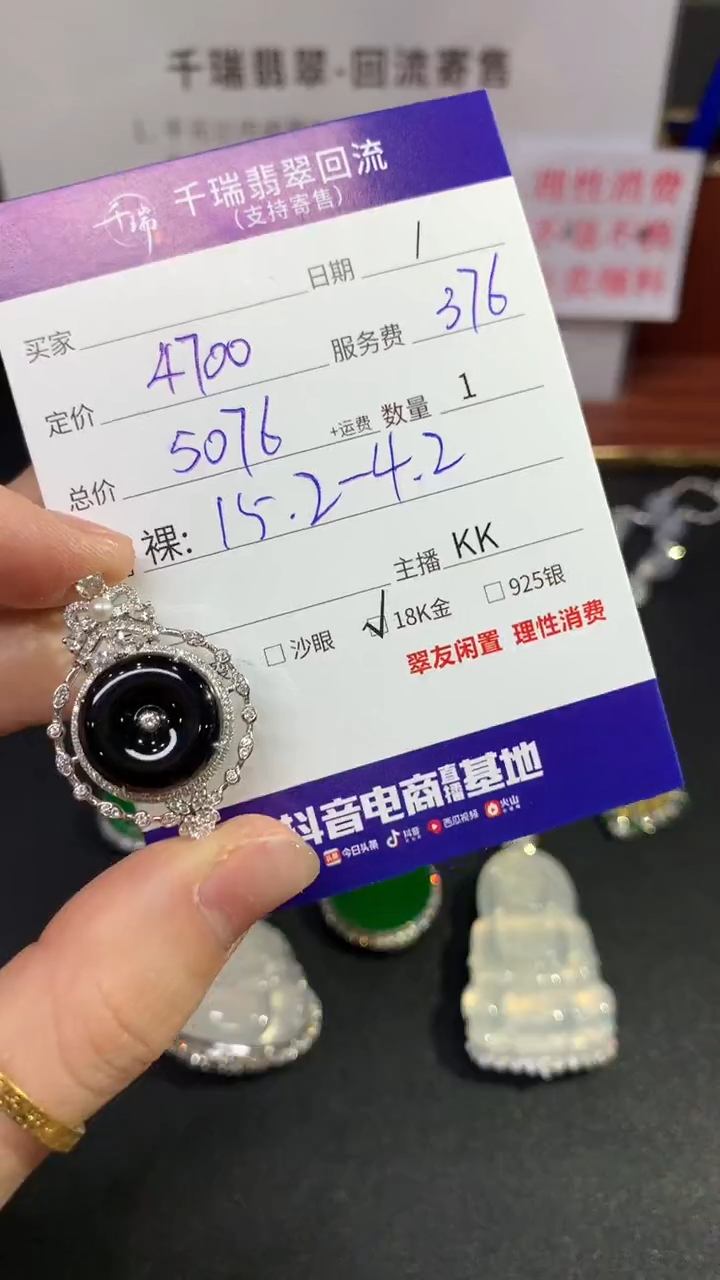 千瑞翡翠-回流寄售
千瑞
千瑞翡翠回流
(支持寄售)
理性消费
买家 日期 /
定价 4700 服务费 376
总价 5076 +运费 数量 1
裸: 15.2-4.2
主播 KK
沙眼 ✓ 18K金 925银
翠友闲置 理性消费
抖音电商直播基地
头条 今日头条 抖音 西瓜视频 火山